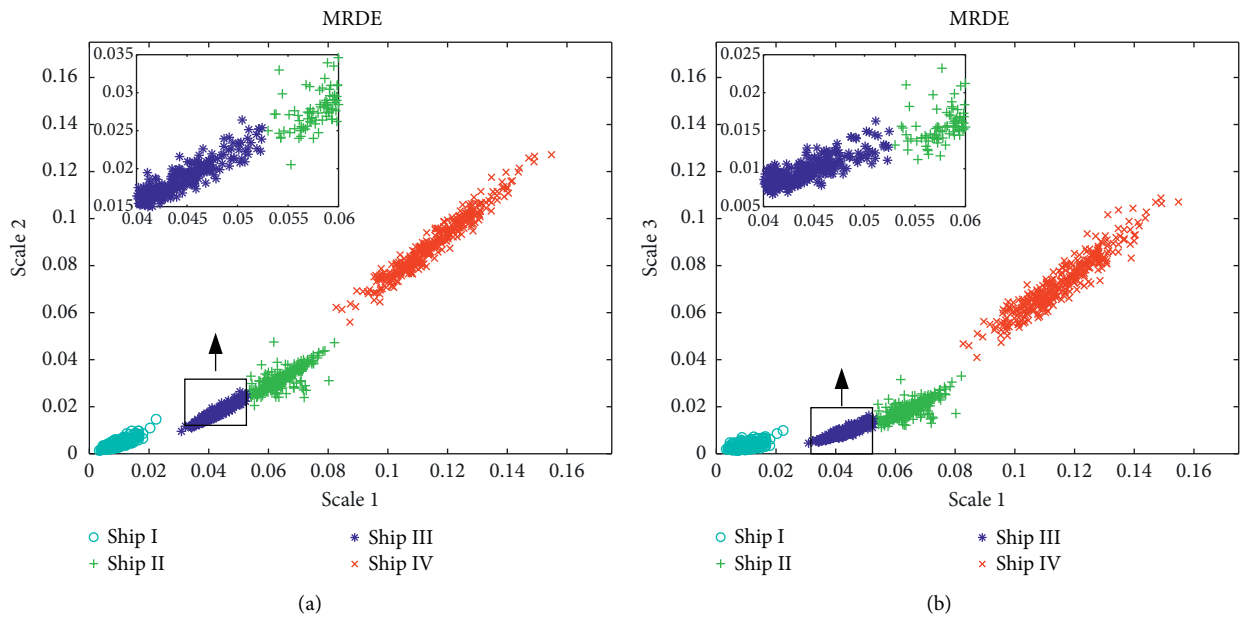 MRDE
0.16
0.14
0.12
0.1
0.08
0.06
0.04
0.02
0
Scale 2
0 0.02 0.04 0.06 0.08 0.1 0.12 0.14 0.16
Scale 1
0.035
0.03
0.025
0.02
0.015
0.04 0.045 0.05 0.055 0.06
Ship I
Ship II
Ship III
Ship IV
(a)
MRDE
0.16
0.14
0.12
0.1
0.08
0.06
0.04
0.02
0
Scale 3
0 0.02 0.04 0.06 0.08 0.1 0.12 0.14 0.16
Scale 1
0.025
0.02
0.015
0.01
0.005
0.04 0.045 0.05 0.055 0.06
Ship I
Ship II
Ship III
Ship IV
(b)